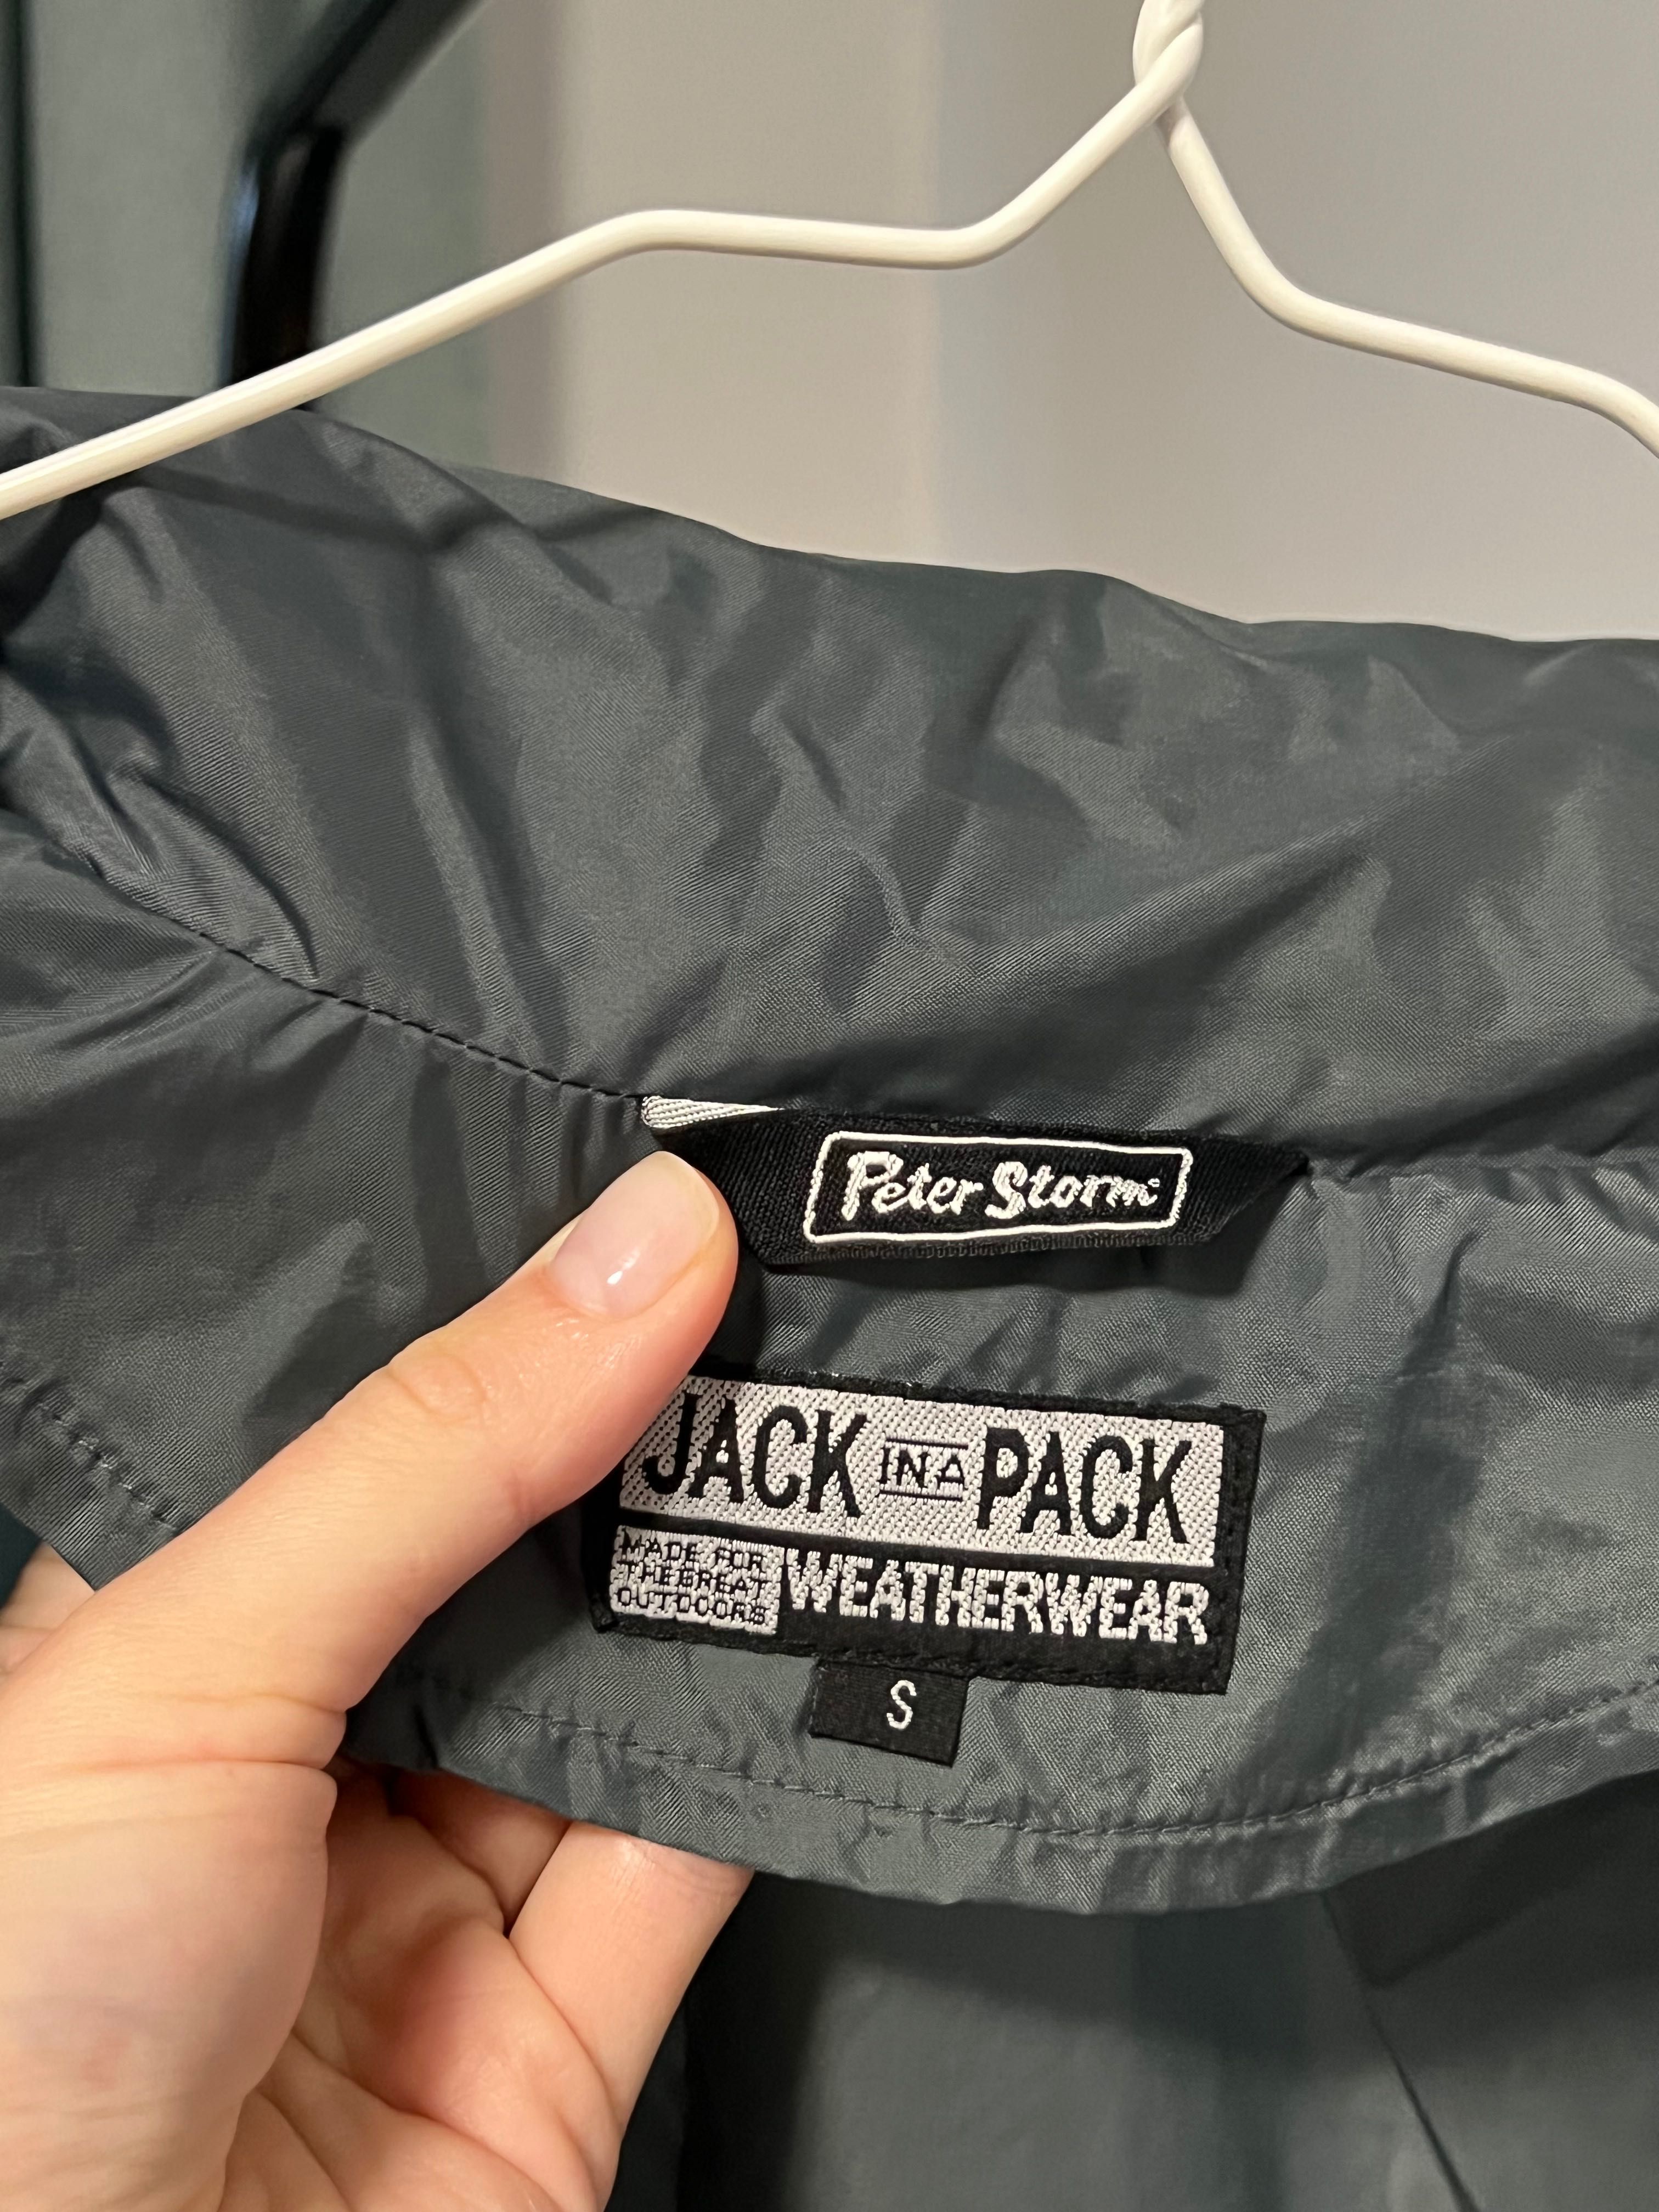 Peter Storm
JACK IN A PACK
MADE FOR
THE GREAT
OUTDOORS
WEATHERWEAR
S